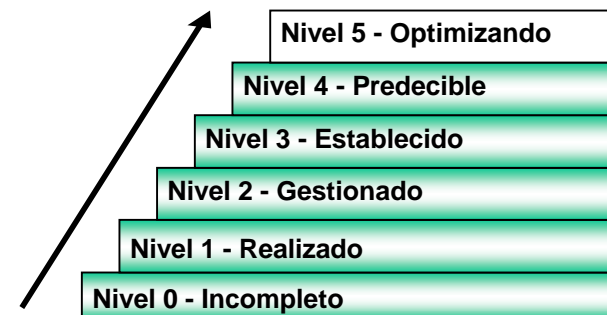 Nivel 5 - Optimizando
Nivel 4 - Predecible
Nivel 3 - Establecido
Nivel 2 - Gestionado
Nivel 1 - Realizado
Nivel 0 - Incompleto